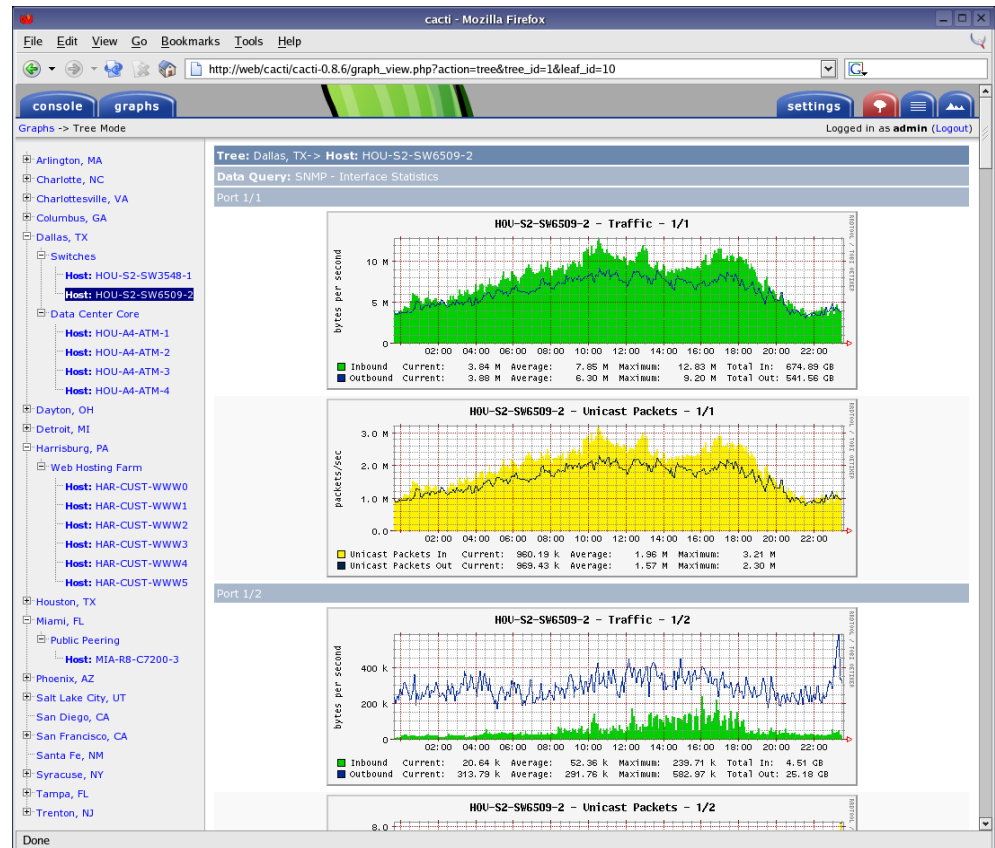 cacti - Mozilla Firefox
File Edit View Go Bookmarks Tools Help
http://web/cacti/cacti-0.8.6/graph_view.php?action=tree&tree_id=1&leaf_id=10
G
console graphs settings
Graphs -> Tree Mode
Logged in as admin (Logout)
Arlington, MA
Charlotte, NC
Charlottesville, VA
Columbus, GA
Dallas, TX
Switches
Host: HOU-S2-SW3548-1
Host: HOU-S2-SW6509-2
Data Center Core
Host: HOU-A4-ATM-1
Host: HOU-A4-ATM-2
Host: HOU-A4-ATM-3
Host: HOU-A4-ATM-4
Dayton, OH
Detroit, MI
Harrisburg, PA
Web Hosting Farm
Host: HAR-CUST-WWW0
Host: HAR-CUST-WWW1
Host: HAR-CUST-WWW2
Host: HAR-CUST-WWW3
Host: HAR-CUST-WWW4
Host: HAR-CUST-WWW5
Houston, TX
Miami, FL
Public Peering
Host: MIA-R8-C7200-3
Phoenix, AZ
Salt Lake City, UT
San Diego, CA
San Francisco, CA
Santa Fe, NM
Syracuse, NY
Tampa, FL
Trenton, NJ
Tree: Dallas, TX-> Host: HOU-S2-SW6509-2
Data Query: SNMP - Interface Statistics
Port 1/1
HOU-S2-SW6509-2 - Traffic - 1/1
RRDTOOL / TOBI OETIKER
bytes per second
10 M
5 M
0
02:00 04:00 06:00 08:00 10:00 12:00 14:00 16:00 18:00 20:00 22:00
Inbound Current: 3.84 M Average: 7.85 M Maximum: 12.83 M Total In: 674.89 GB
Outbound Current: 3.88 M Average: 6.30 M Maximum: 9.20 M Total Out: 541.56 GB
HOU-S2-SW6509-2 - Unicast Packets - 1/1
RRDTOOL / TOBI OETIKER
packets/sec
3.0 M
2.0 M
1.0 M
0.0
02:00 04:00 06:00 08:00 10:00 12:00 14:00 16:00 18:00 20:00 22:00
Unicast Packets In Current: 960.19 k Average: 1.96 M Maximum: 3.21 M
Unicast Packets Out Current: 969.43 k Average: 1.57 M Maximum: 2.30 M
Port 1/2
HOU-S2-SW6509-2 - Traffic - 1/2
RRDTOOL / TOBI OETIKER
bytes per second
400 k
200 k
0
02:00 04:00 06:00 08:00 10:00 12:00 14:00 16:00 18:00 20:00 22:00
Inbound Current: 20.64 k Average: 52.36 k Maximum: 239.71 k Total In: 4.51 GB
Outbound Current: 313.79 k Average: 291.76 k Maximum: 582.97 k Total Out: 25.18 GB
HOU-S2-SW6509-2 - Unicast Packets - 1/2
8.0
Done